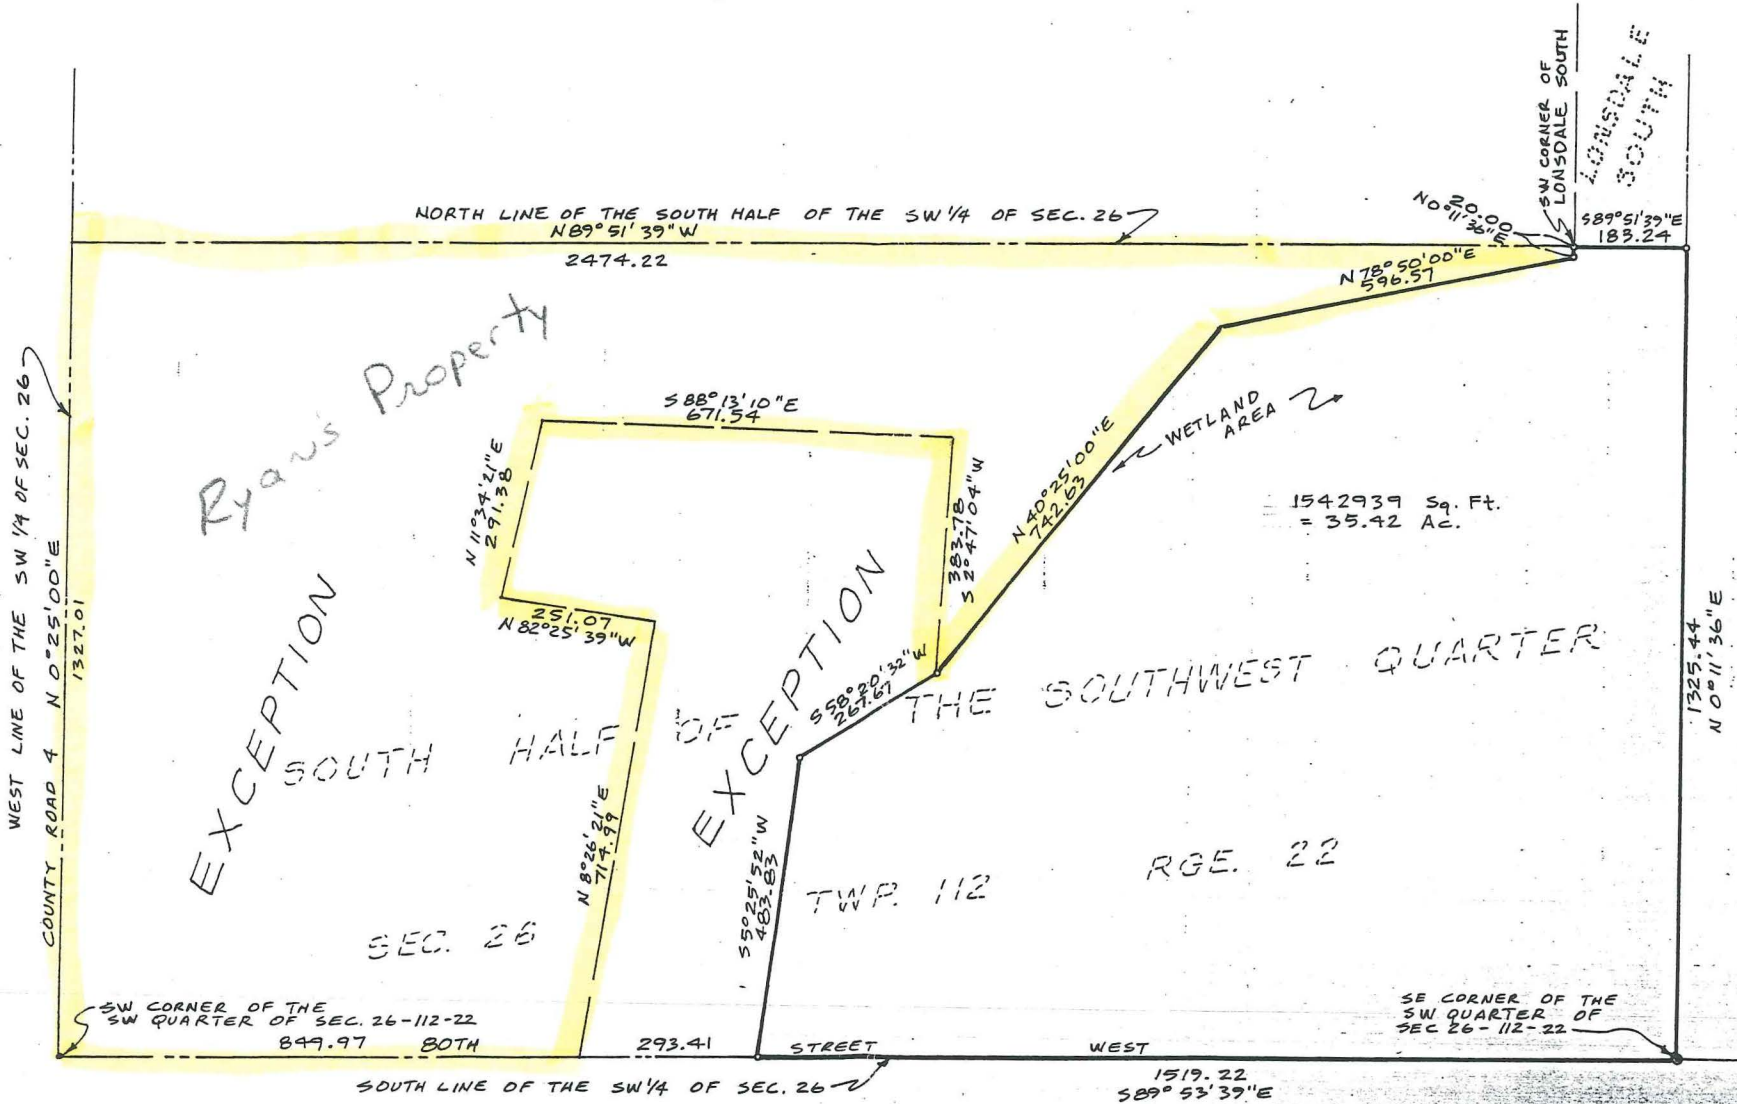 SW CORNER OF
LONSDALE SOUTH
LONSDALE
SOUTH
NORTH LINE OF THE SOUTH HALF OF THE SW 1/4 OF SEC. 26
N 89° 51' 39" W
2474.22
20.00
N 0° 11' 36" E
S 89° 51' 39" E
183.24
N 78° 50' 00" E
596.57
Ryan's Property
WEST LINE OF THE SW 1/4 OF SEC. 26
COUNTY ROAD 4 N 0° 25' 00" E
1327.01
S 88° 13' 10" E
671.54
N 11° 34' 21" E
291.38
251.07
N 82° 25' 39" W
383.78
S 2° 47' 04" W
N 40° 25' 00" E
742.63
WETLAND
AREA
1542939 Sq. Ft.
= 35.42 Ac.
EXCEPTION
EXCEPTION
S 58° 20' 32" W
267.67
SOUTH HALF OF THE SOUTHWEST QUARTER
1325.44
N 0° 11' 36" E
N 8° 26' 21" E
714.99
S 5° 25' 52" W
483.83
SEC. 26 TWP. 112 RGE. 22
SW CORNER OF THE
SW QUARTER OF SEC. 26-112-22
SE CORNER OF THE
SW QUARTER OF
SEC 26-112-22
849.97 80TH 293.41 STREET WEST
SOUTH LINE OF THE SW 1/4 OF SEC. 26
1519.22
S 89° 53' 39" E